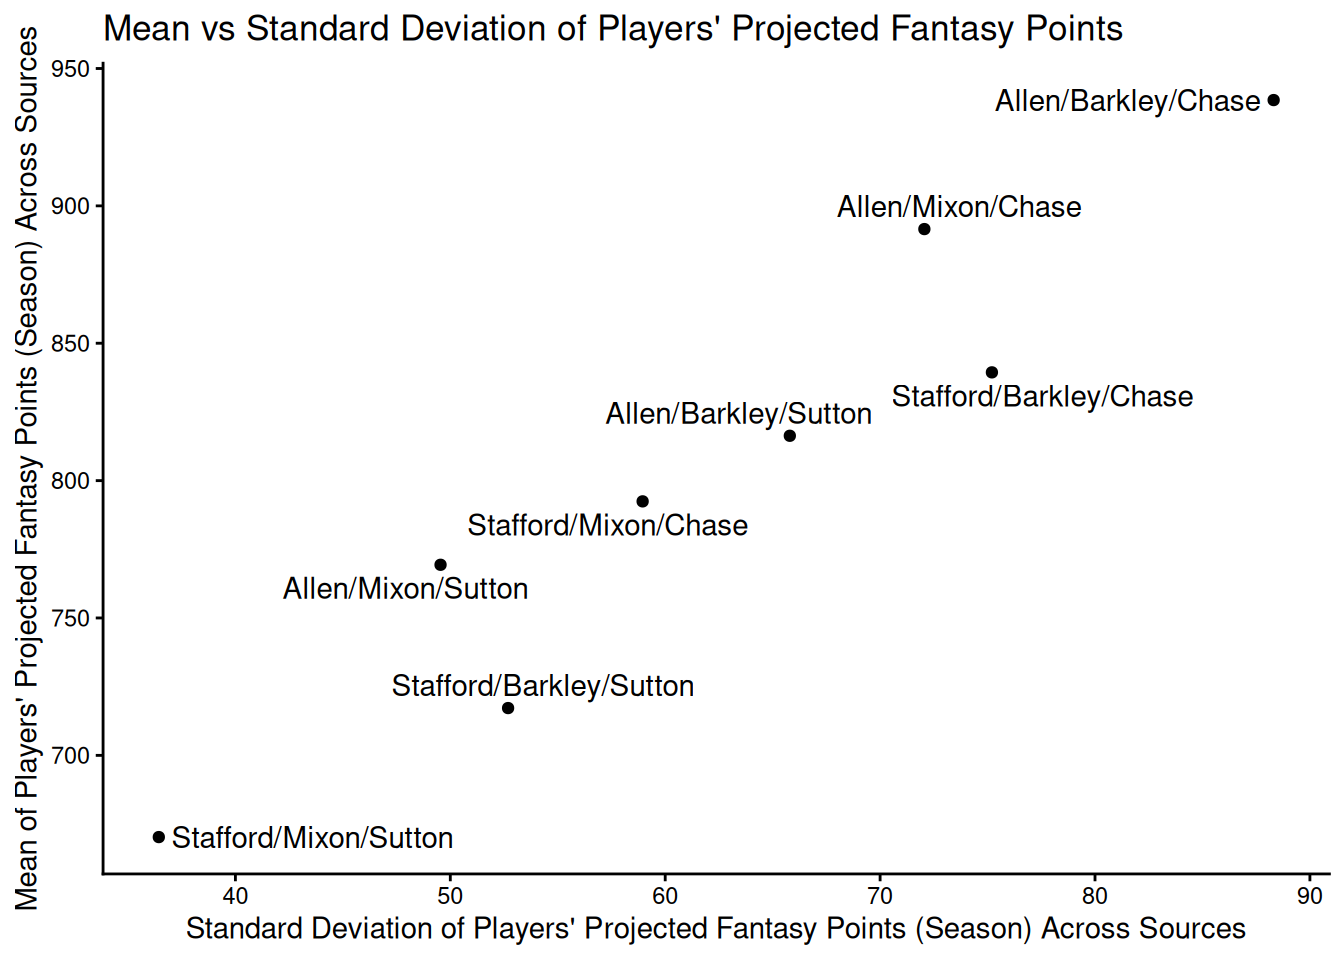 Mean vs Standard Deviation of Players' Projected Fantasy Points
Mean of Players' Projected Fantasy Points (Season) Across Sources
950
900
850
800
750
700
Allen/Barkley/Chase
Allen/Mixon/Chase
Stafford/Barkley/Chase
Allen/Barkley/Sutton
Stafford/Mixon/Chase
Allen/Mixon/Sutton
Stafford/Barkley/Sutton
Stafford/Mixon/Sutton
40
50
60
70
80
90
Standard Deviation of Players' Projected Fantasy Points (Season) Across Sources